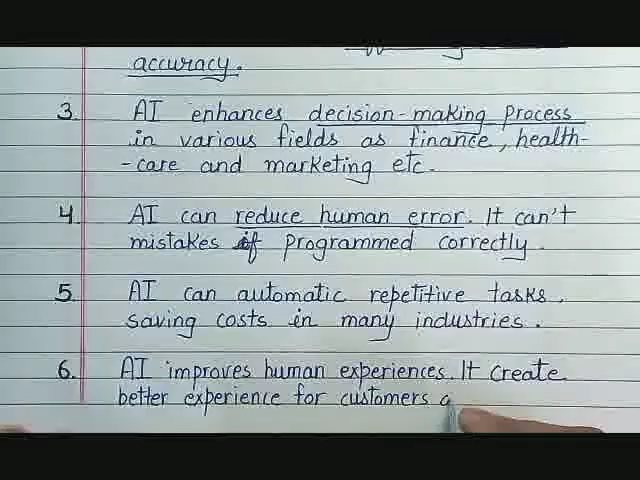 accuracy.
3. AI enhances decision-making process
in various fields as finance, health-
-care and marketing etc.
4. AI can reduce human error. It can't
mistakes if programmed correctly.
5. AI can automatic repetitive tasks,
saving costs in many industries.
6. AI improves human experiences. It create
better experience for customers a